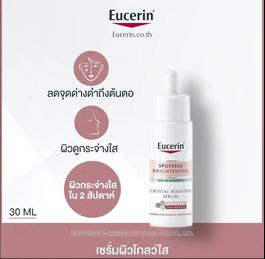 Eucerin
Eucerin.co.th
ลดจุดด่างดำถึงต้นตอ
ผิวดูกระจ่างใส
ผิวกระจ่างใส
ใน 2 สัปดาห์
30 ML
Eucerin
SPOTLESS
BRIGHTENING
CRYSTAL BOOSTER
SERUM
เซรั่มผิวโกลว์ใส